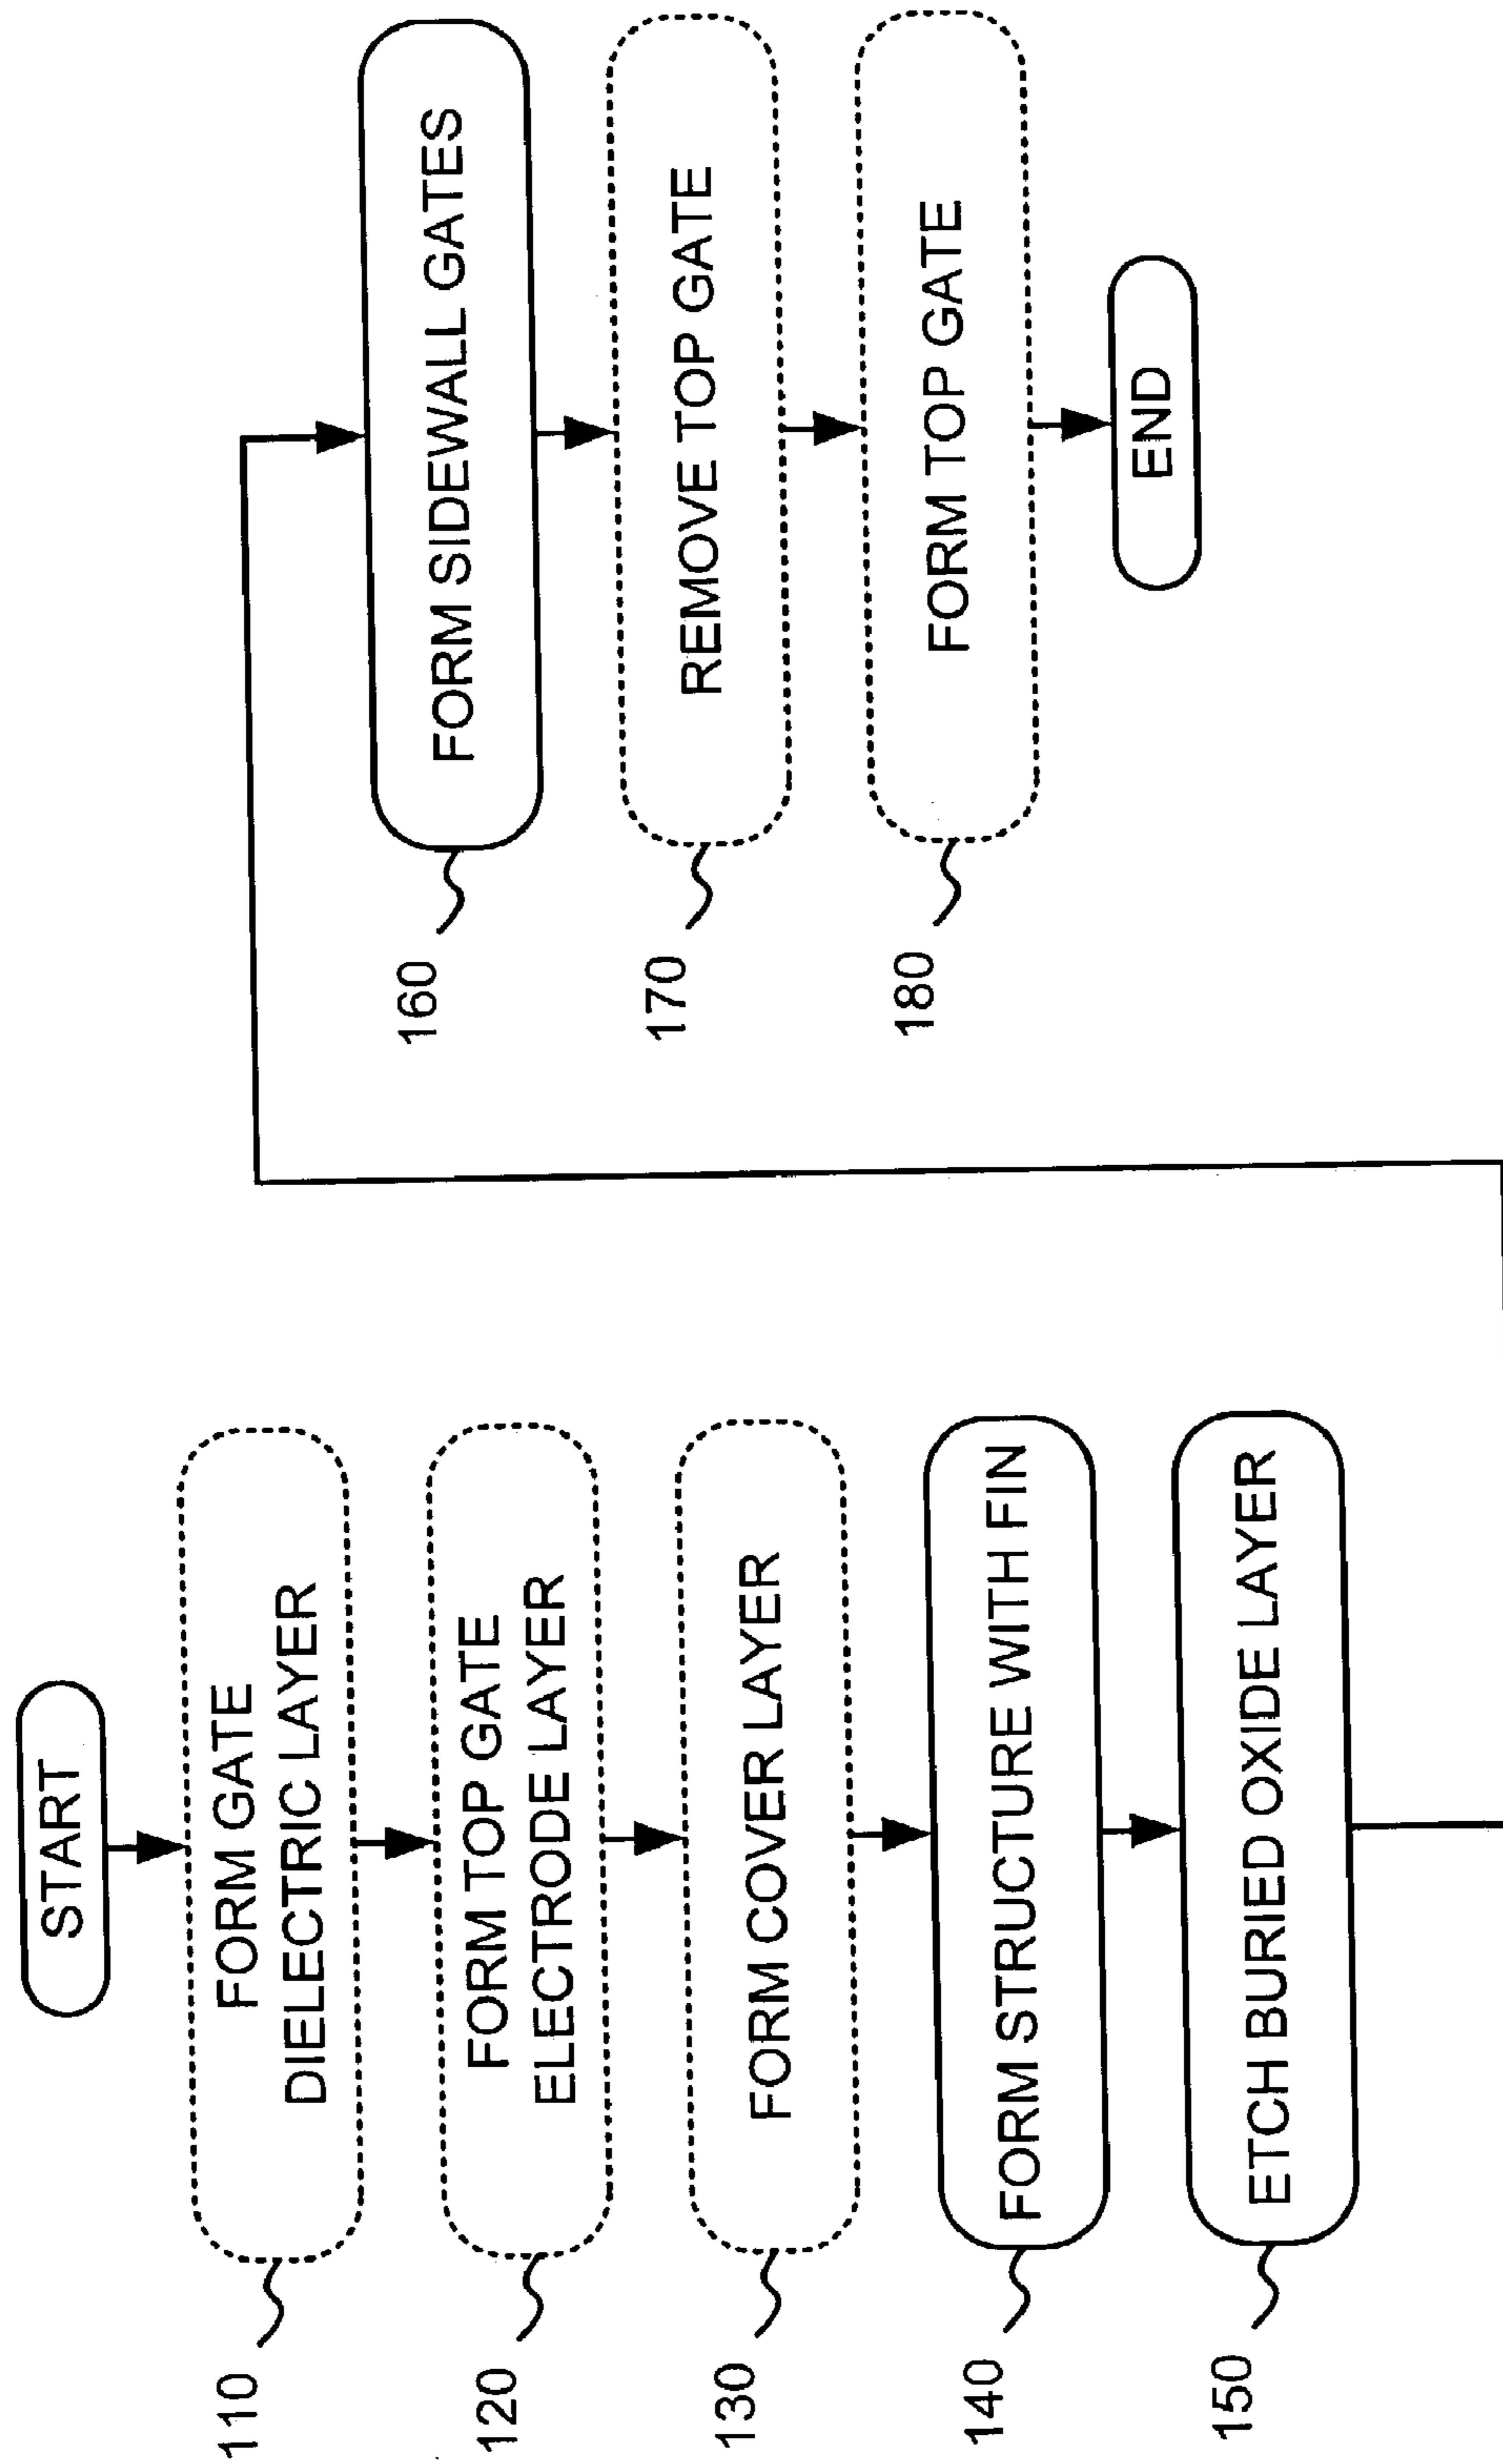 START
110
FORM GATE
DIELECTRIC LAYER
120
FORM TOP GATE
ELECTRODE LAYER
130
FORM COVER LAYER
140
FORM STRUCTURE WITH FIN
150
ETCH BURIED OXIDE LAYER
160
FORM SIDEWALL GATES
170
REMOVE TOP GATE
180
FORM TOP GATE
END